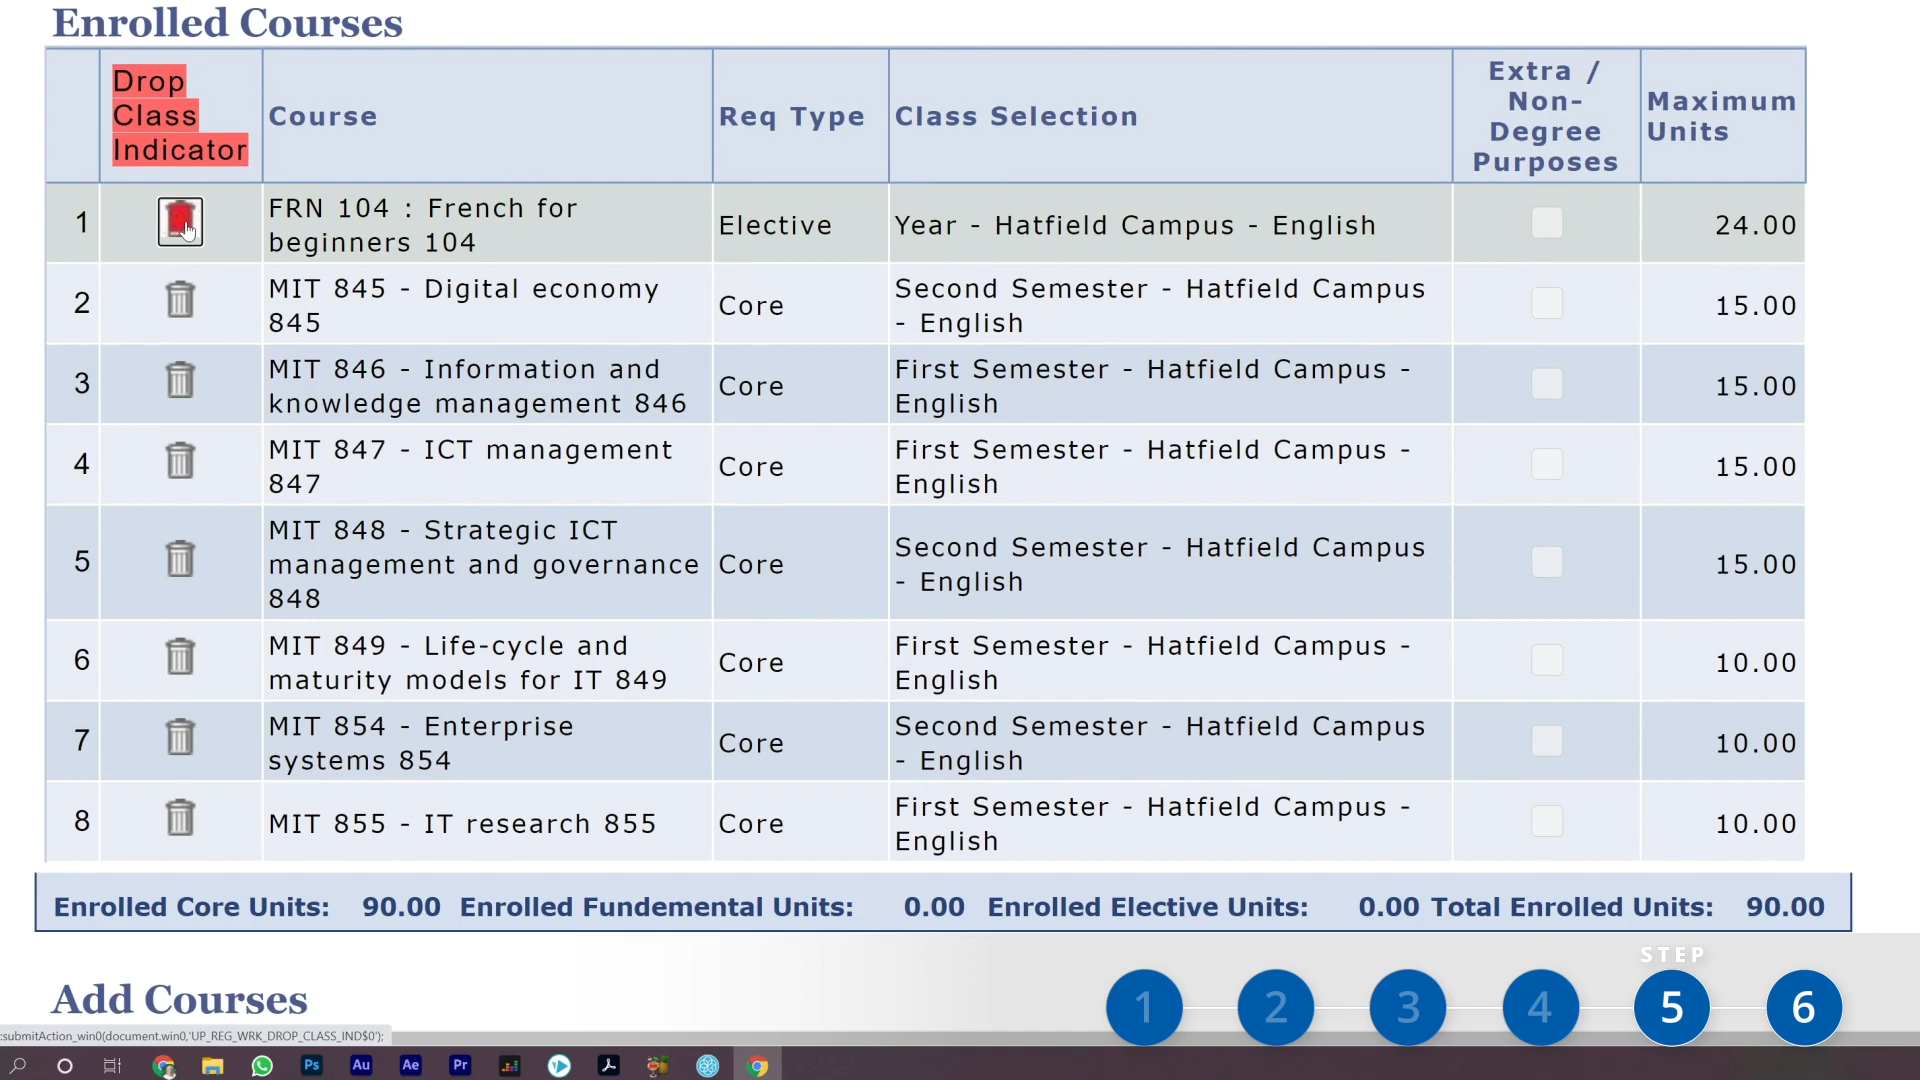 Enrolled Courses
Drop
Class
Indicator
Course
Req Type
Class Selection
Extra /
Non-
Degree
Purposes
Maximum
Units
1
FRN 104 : French for
beginners 104
Elective
Year - Hatfield Campus - English
24.00
2
MIT 845 - Digital economy
845
Core
Second Semester - Hatfield Campus
- English
15.00
3
MIT 846 - Information and
knowledge management 846
Core
First Semester - Hatfield Campus -
English
15.00
4
MIT 847 - ICT management
847
Core
First Semester - Hatfield Campus -
English
15.00
5
MIT 848 - Strategic ICT
management and governance
848
Core
Second Semester - Hatfield Campus
- English
15.00
6
MIT 849 - Life-cycle and
maturity models for IT 849
Core
First Semester - Hatfield Campus -
English
10.00
7
MIT 854 - Enterprise
systems 854
Core
Second Semester - Hatfield Campus
- English
10.00
8
MIT 855 - IT research 855
Core
First Semester - Hatfield Campus -
English
10.00
Enrolled Core Units: 90.00 Enrolled Fundemental Units: 0.00 Enrolled Elective Units: 0.00 Total Enrolled Units: 90.00
Add Courses
STEP
1 2 3 4 5 6
:submitAction_win0(document.win0,'UP_REG_WRK_DROP_CLASS_IND$0');
Ps Au Ae Pr